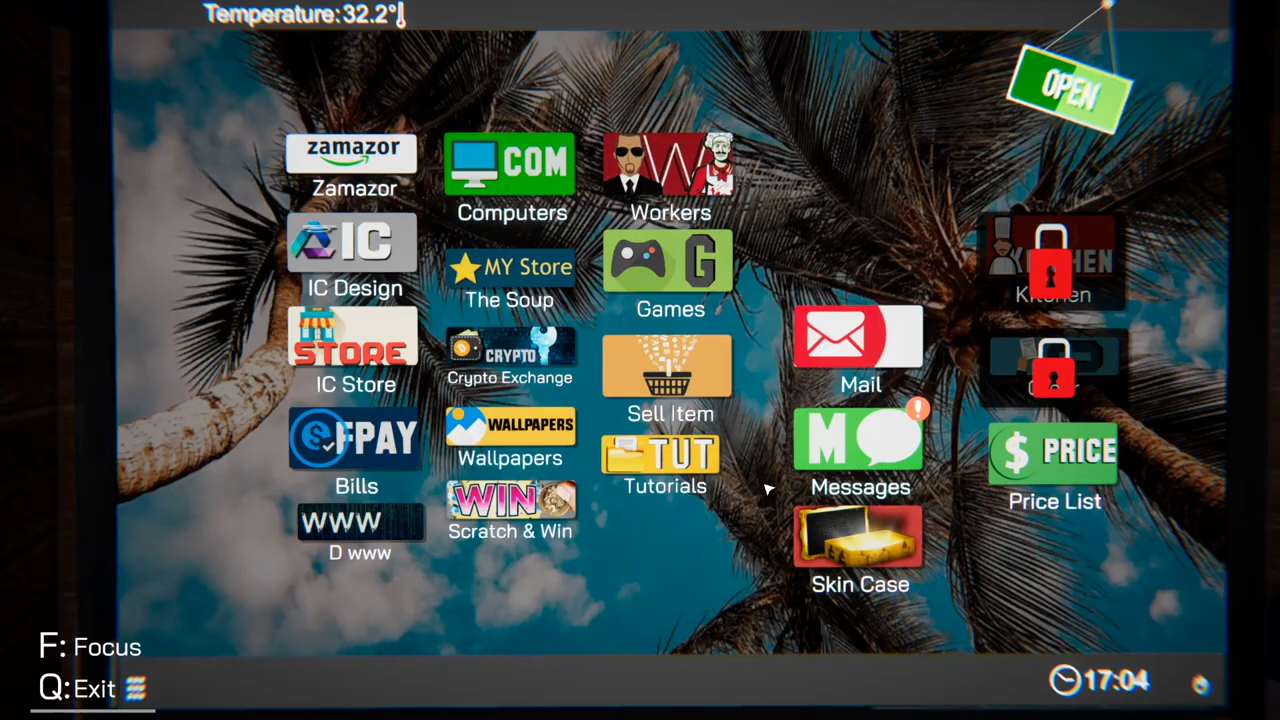 Temperature:32.2°
OPEN
zamazor
Zamazor
COM
Computers
W
Workers
IC
IC Design
MY Store
The Soup
G
Games
Kitchen
STORE
IC Store
CRYPTO
Crypto Exchange
Sell Item
Mail
FPAY
Bills
WALLPAPERS
Wallpapers
TUT
Tutorials
M
Messages
$ PRICE
Price List
WWW
D www
WIN
Scratch & Win
Skin Case
F: Focus
Q: Exit
17:04